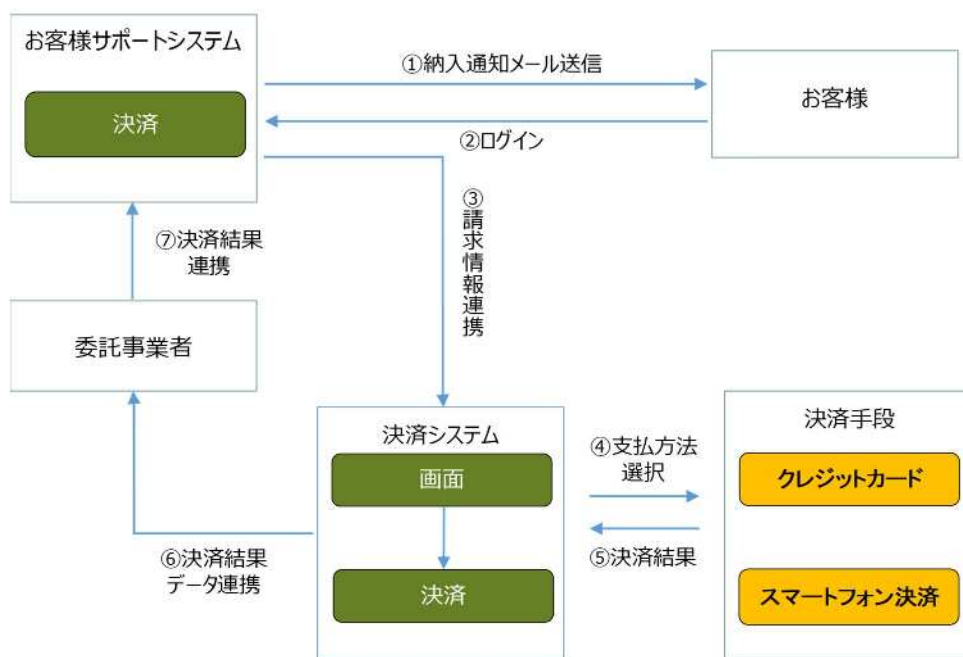 お客様サポートシステム
決済
①納入通知メール送信
お客様
②ログイン
③請求情報連携
⑦決済結果
連携
委託事業者
決済システム
画面
決済
④支払方法
選択
⑤決済結果
決済手段
クレジットカード
スマートフォン決済
⑥決済結果
データ連携